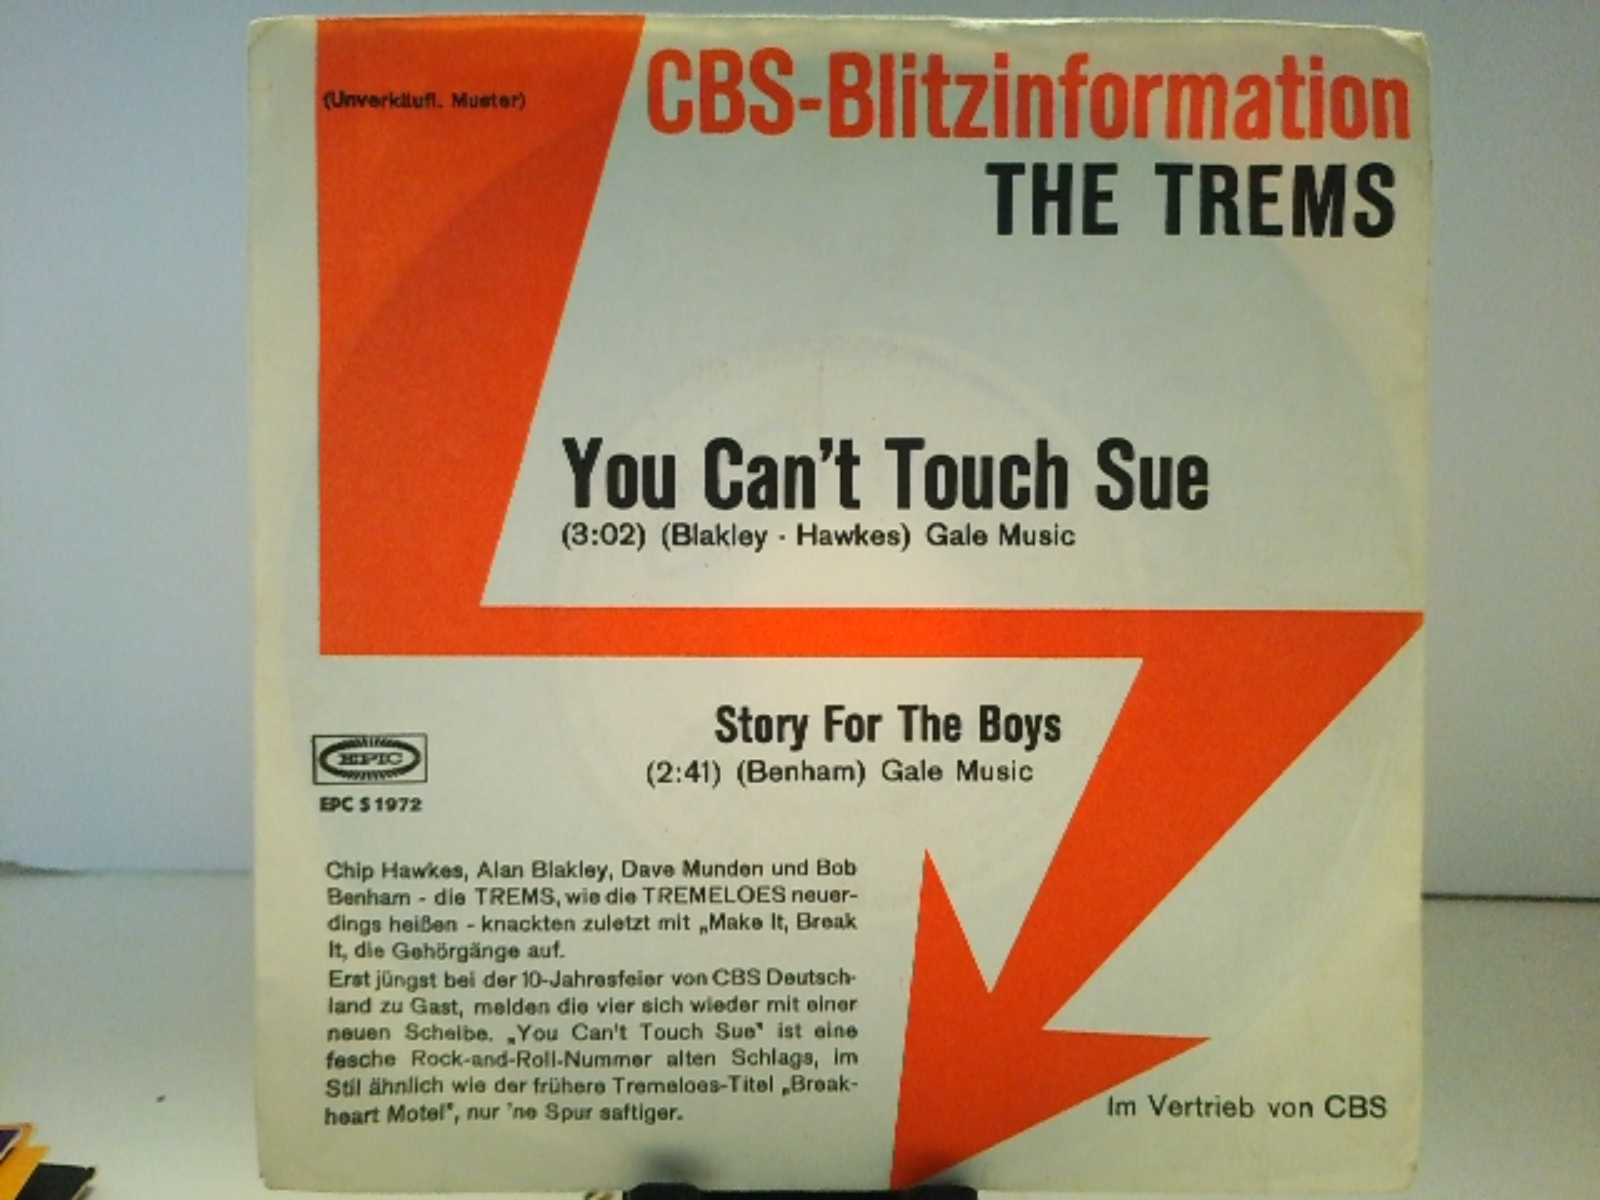 (Unverkäufl. Muster)
CBS-Blitzinformation
THE TREMS
You Can't Touch Sue
(3:02) (Blakley - Hawkes) Gale Music
Story For The Boys
(2:41) (Benham) Gale Music
EPIC
EPC S 1972
Chip Hawkes, Alan Blakley, Dave Munden und Bob
Benham - die TREMS, wie die TREMELOES neuer-
dings heißen - knackten zuletzt mit „Make It, Break
It, die Gehörgänge auf.
Erst jüngst bei der 10-Jahresfeier von CBS Deutsch-
land zu Gast, melden die vier sich wieder mit einer
neuen Scheibe. „You Can't Touch Sue" ist eine
fesche Rock-and-Roll-Nummer alten Schlags, im
Stil ähnlich wie der frühere Tremeloes-Titel „Break-
heart Motel", nur 'ne Spur saftiger.
Im Vertrieb von CBS